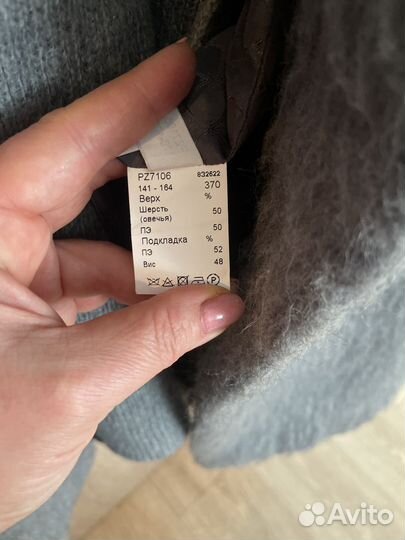 PZ7106 832622
141 - 164 370
Верх %
Шерсть
(овечья) 50
ПЭ 50
Подкладка %
ПЭ 52
Вис 48
P
Avito